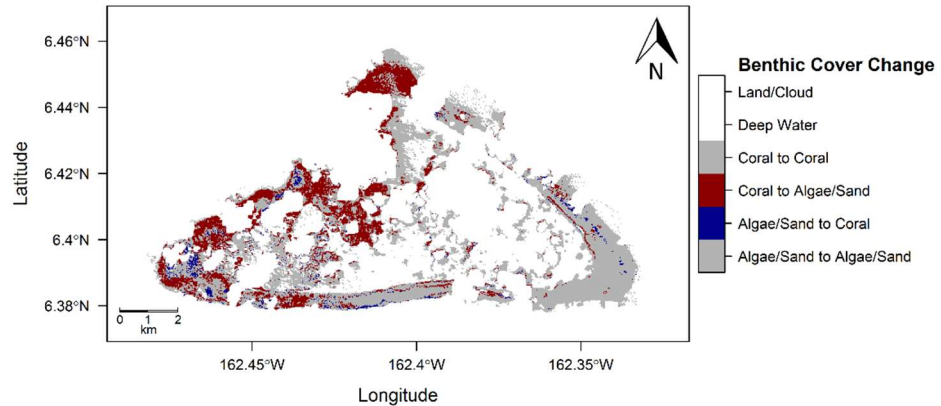 6.46°N
6.44°N
6.42°N
6.4°N
6.38°N
Latitude
N
0 1 2
km
162.45°W
162.4°W
162.35°W
Longitude
Benthic Cover Change
Land/Cloud
Deep Water
Coral to Coral
Coral to Algae/Sand
Algae/Sand to Coral
Algae/Sand to Algae/Sand